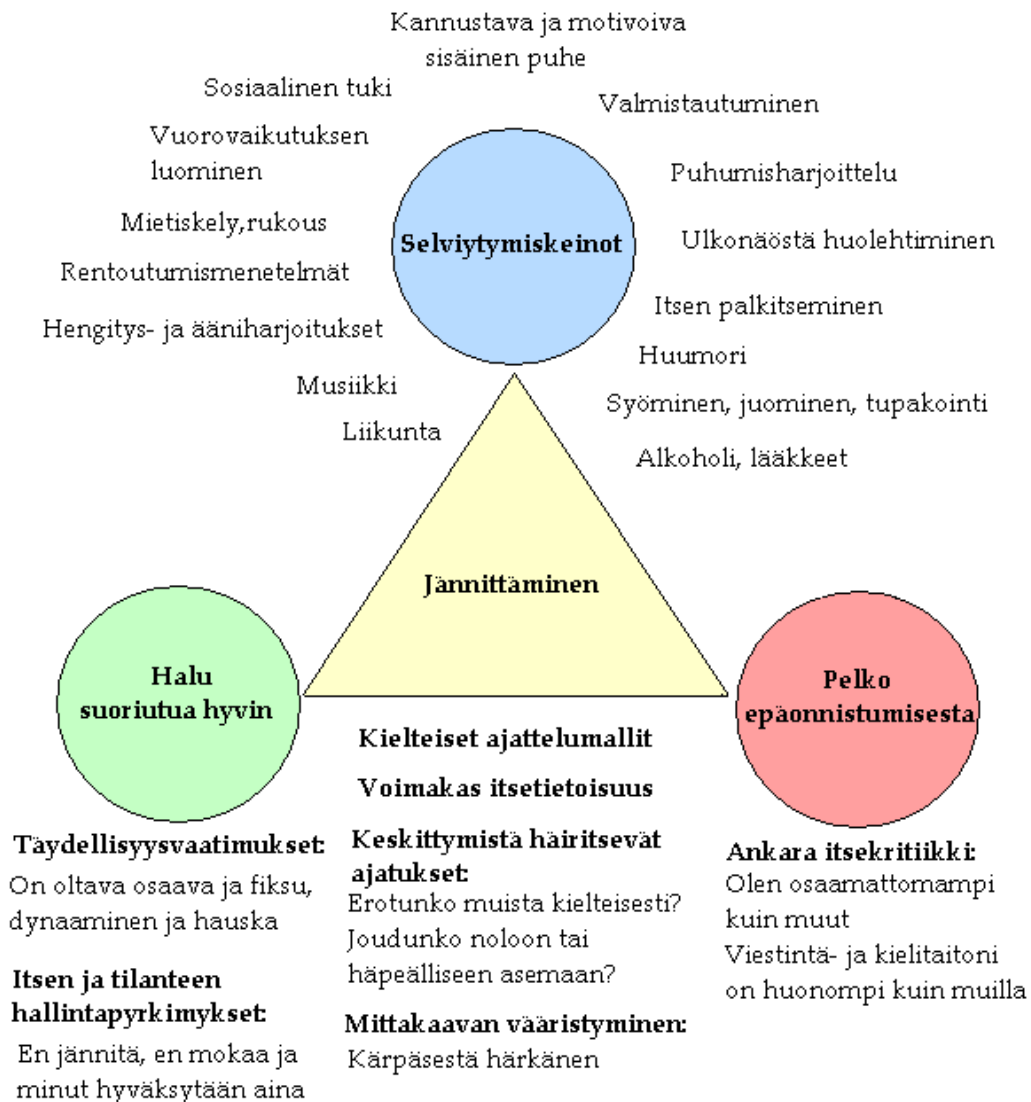 Kannustava ja motivoiva
sisäinen puhe
Sosiaalinen tuki
Valmistautuminen
Vuorovaikutuksen
luominen
Puhumisharjoittelu
Mietiskely,rukous
Selviytymiskeinot
Ulkonäöstä huolehtiminen
Rentoutumismenetelmät
Itsen palkitseminen
Hengitys- ja ääniharjoitukset
Huumori
Musiikki
Syöminen, juominen, tupakointi
Liikunta
Alkoholi, lääkkeet
Jännittäminen
Halu
suoriutua hyvin
Pelko
epäonnistumisesta
Kielteiset ajattelumallit
Voimakas itsetietoisuus
Täydellisyysvaatimukset:
On oltava osaava ja fiksu,
dynaaminen ja hauska
Itsen ja tilanteen
hallintapyrkimykset:
En jännitä, en mokaa ja
minut hyväksytään aina
Keskittymistä häiritsevät
ajatukset:
Erotunko muista kielteisesti?
Joudunko noloon tai
häpeälliseen asemaan?
Mittakaavan vääristyminen:
Kärpäsestä härkänen
Ankara itsekritiikki:
Olen osaamattomampi
kuin muut
Viestintä- ja kielitaitoni
on huonompi kuin muilla